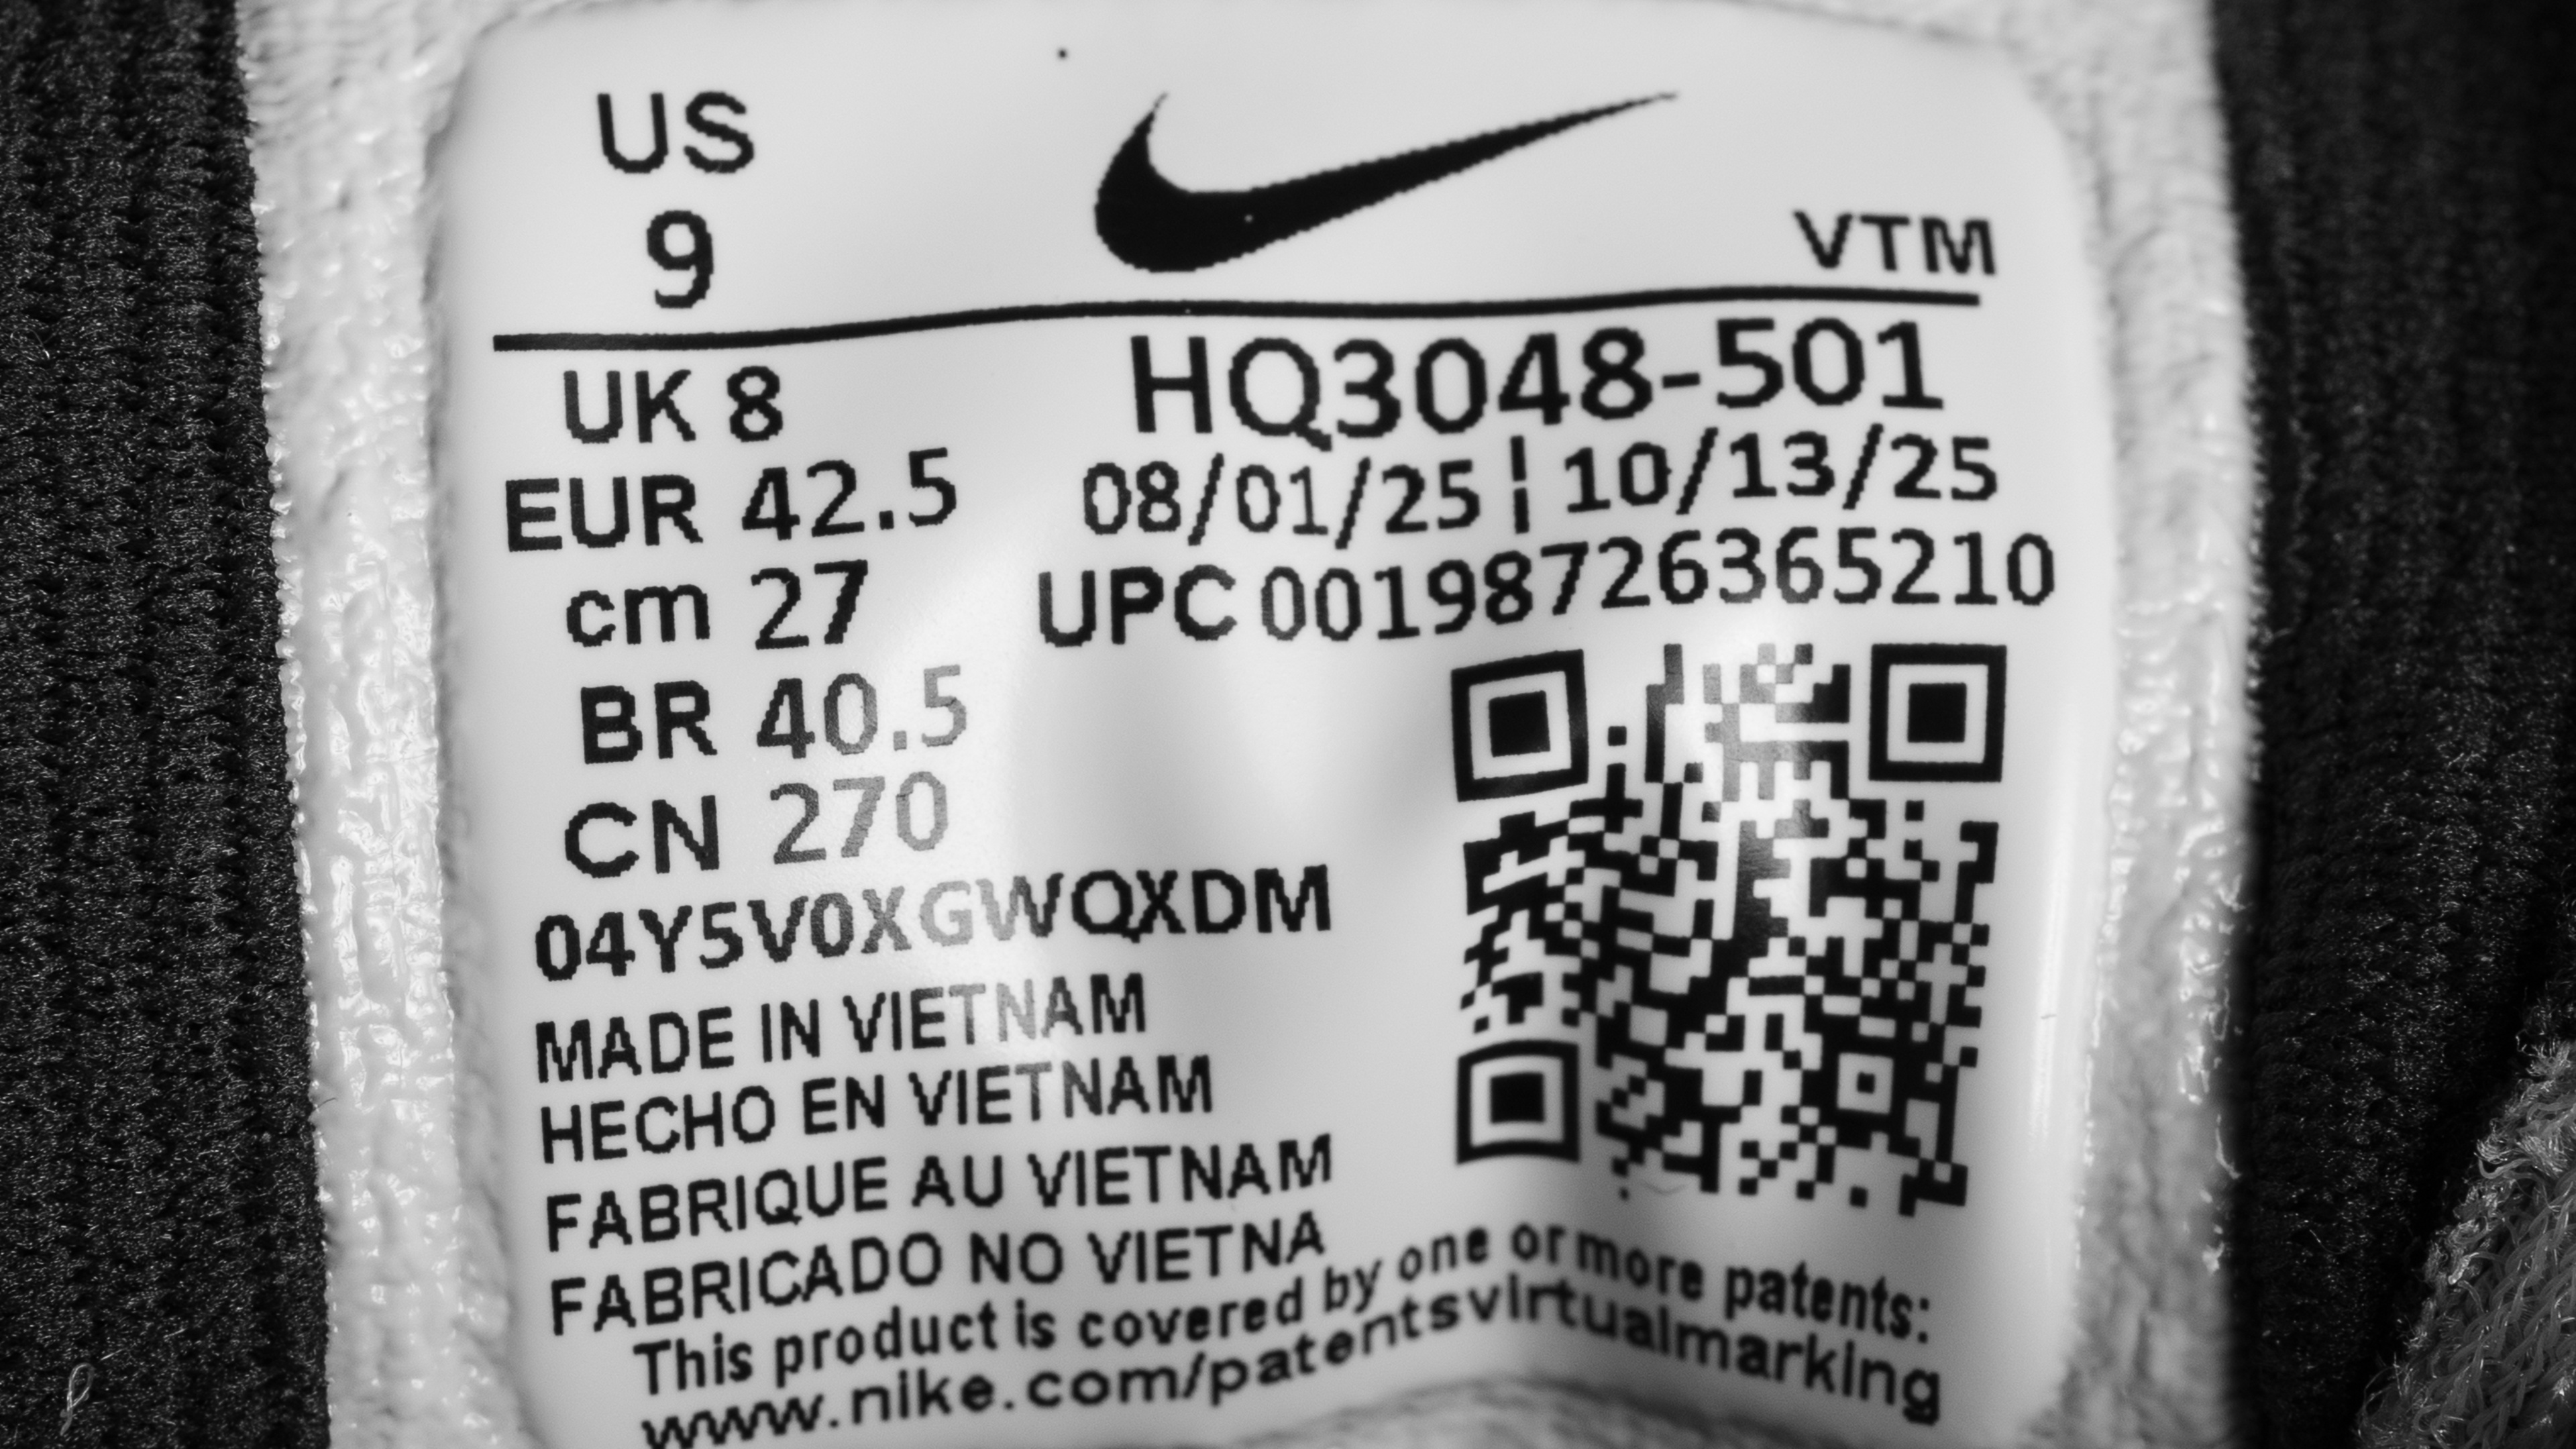 US
9
VTM
UK 8
EUR 42.5
cm 27
BR 40.5
CN 270
HQ3048-501
08/01/25 ¦ 10/13/25
UPC 00198726365210
04Y5V0XGWQXDM
MADE IN VIETNAM
HECHO EN VIETNAM
FABRIQUE AU VIETNAM
FABRICADO NO VIETNA
This product is covered by one or more patents:
www.nike.com/patentsvirtualmarking